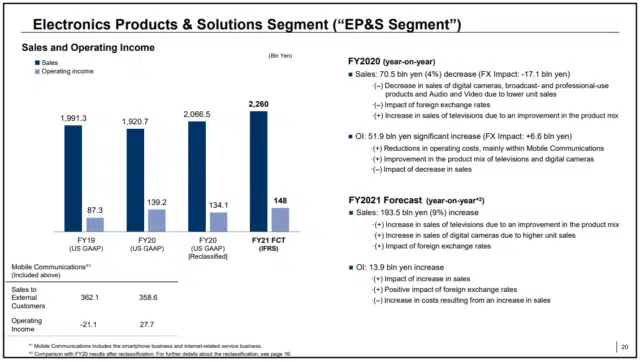 Electronics Products & Solutions Segment (“EP&S Segment”)
Sales and Operating Income
(Bln Yen)
Sales
Operating income
1,991.3
87.3
1,920.7
139.2
2,066.5
134.1
2,260
148
FY19
(US GAAP)
FY20
(US GAAP)
FY20
(US GAAP)
[Reclassified]
FY21 FCT
(IFRS)
Mobile Communications*1
(Included above)
Sales to
External
Customers
362.1
358.6
Operating
Income
-21.1
27.7
FY2020 (year-on-year)
Sales: 70.5 bln yen (4%) decrease (FX Impact: -17.1 bln yen)
·(–) Decrease in sales of digital cameras, broadcast- and professional-use
products and Audio and Video due to lower unit sales
·(–) Impact of foreign exchange rates
·(+) Increase in sales of televisions due to an improvement in the product mix
OI: 51.9 bln yen significant increase (FX Impact: +6.6 bln yen)
·(+) Reductions in operating costs, mainly within Mobile Communications
·(+) Improvement in the product mix of televisions and digital cameras
·(–) Impact of decrease in sales
FY2021 Forecast (year-on-year*2)
Sales: 193.5 bln yen (9%) increase
·(+) Increase in sales of televisions due to an improvement in the product mix
·(+) Increase in sales of digital cameras due to higher unit sales
·(+) Impact of foreign exchange rates
OI: 13.9 bln yen increase
·(+) Impact of increase in sales
·(+) Positive impact of foreign exchange rates
·(–) Increase in costs resulting from an increase in sales
*1 Mobile Communications includes the smartphone business and internet-related service business.
*2 Comparison with FY20 results after reclassification. For further details about the reclassification, see page 16.
20